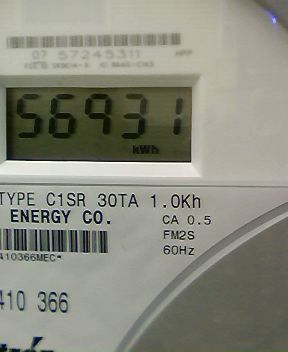 07 57245311
56931
kWh
TYPE C1SR 30TA 1.0Kh
ENERGY CO. CA 0.5
FM2S
60Hz
410366MEC*
410 366